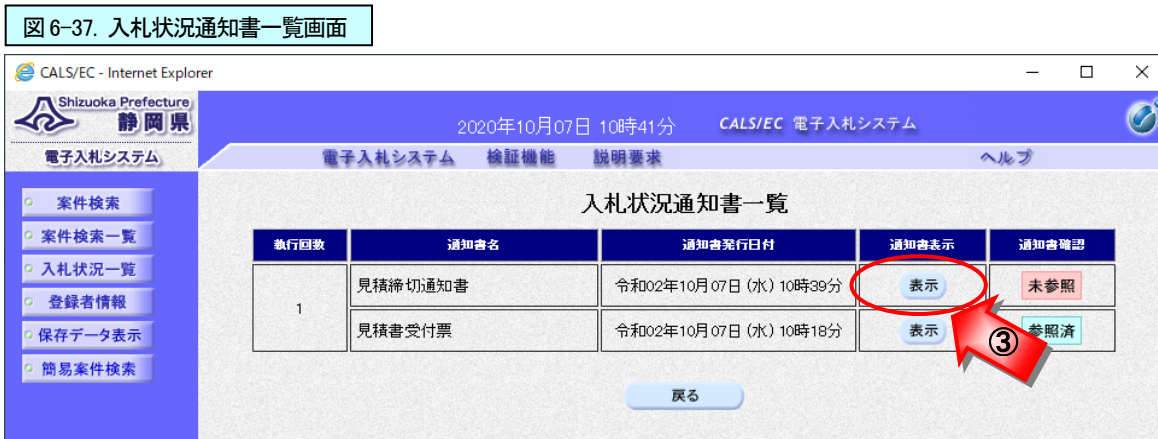 図 6-37. 入札状況通知書一覧画面
CALS/EC - Internet Explorer
Shizuoka Prefecture
静岡県
電子入札システム
2020年10月07日 10時41分
CALS/EC 電子入札システム
電子入札システム 検証機能 説明要求 ヘルプ
案件検索
案件検索一覧
入札状況一覧
登録者情報
保存データ表示
簡易案件検索
入札状況通知書一覧
執行回数 通知書名 通知書発行日付 通知書表示 通知書確認
1
見積締切通知書 令和02年10月07日 (水) 10時39分 表示 未参照
見積書受付票 令和02年10月07日 (水) 10時18分 表示 参照済
③
戻る